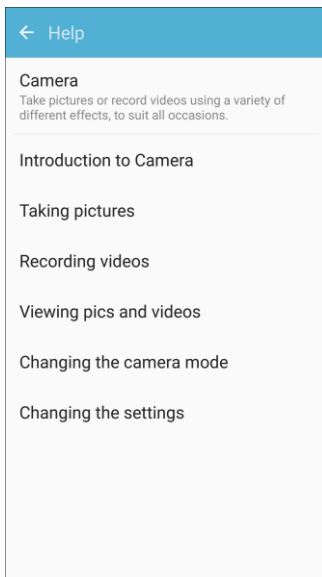 Help
Camera
Take pictures or record videos using a variety of
different effects, to suit all occasions.
Introduction to Camera
Taking pictures
Recording videos
Viewing pics and videos
Changing the camera mode
Changing the settings